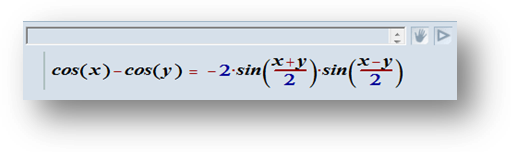 cos(x)-cos(y) = -2·sin((x+y)/2)·sin((x-y)/2)